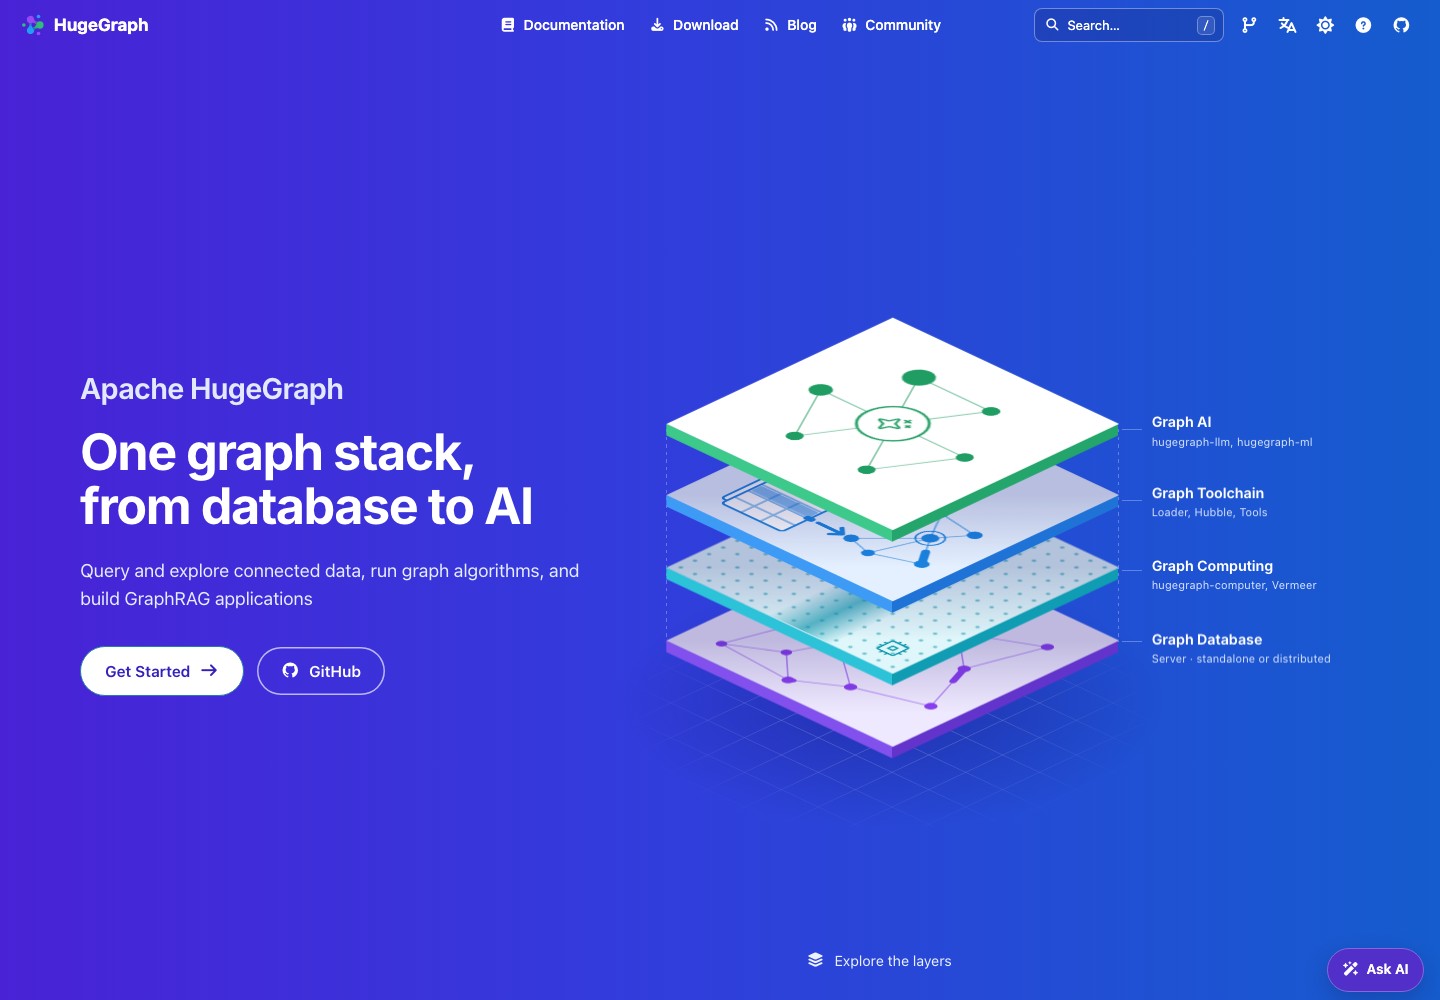 HugeGraph
Documentation
Download
Blog
Community
Search...
/
Apache HugeGraph
One graph stack,
from database to AI
Query and explore connected data, run graph algorithms, and
build GraphRAG applications
Get Started
GitHub
Graph AI
hugegraph-llm, hugegraph-ml
Graph Toolchain
Loader, Hubble, Tools
Graph Computing
hugegraph-computer, Vermeer
Graph Database
Server · standalone or distributed
Explore the layers
Ask AI